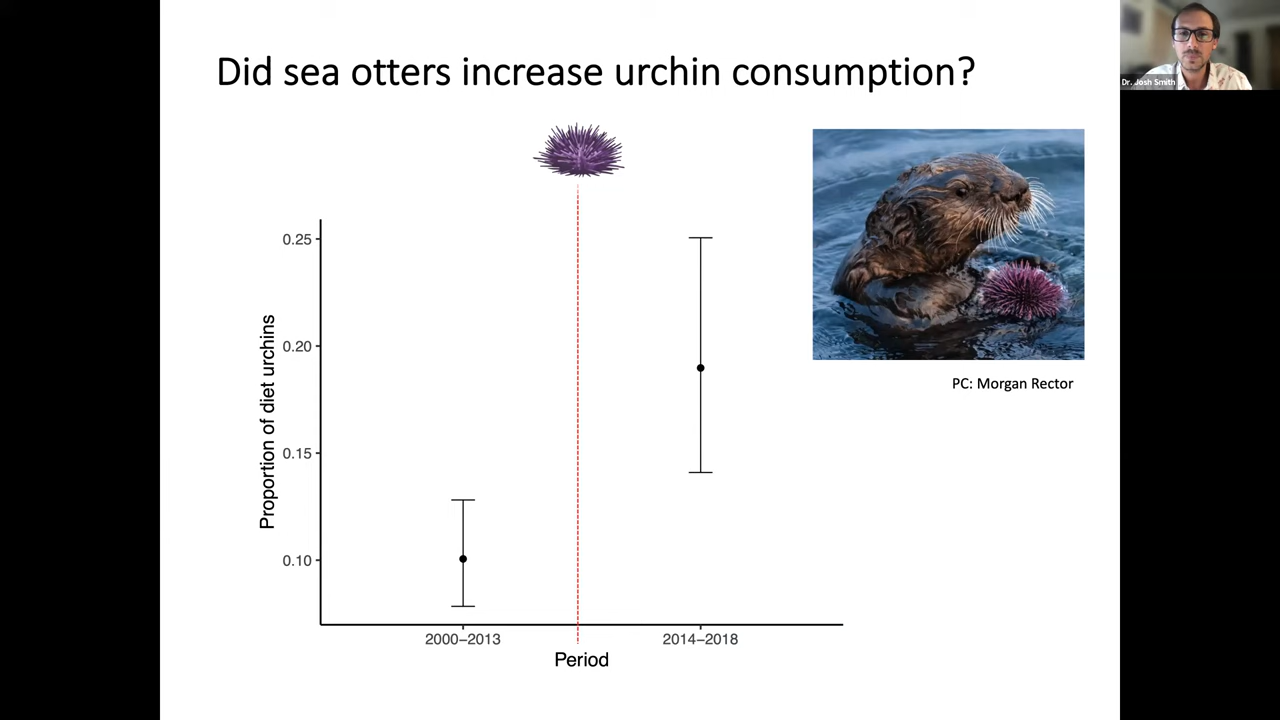 Did sea otters increase urchin consumption?
Dr. Josh Smith
PC: Morgan Rector
Proportion of diet urchins
0.25
0.20
0.15
0.10
2000–2013
2014–2018
Period